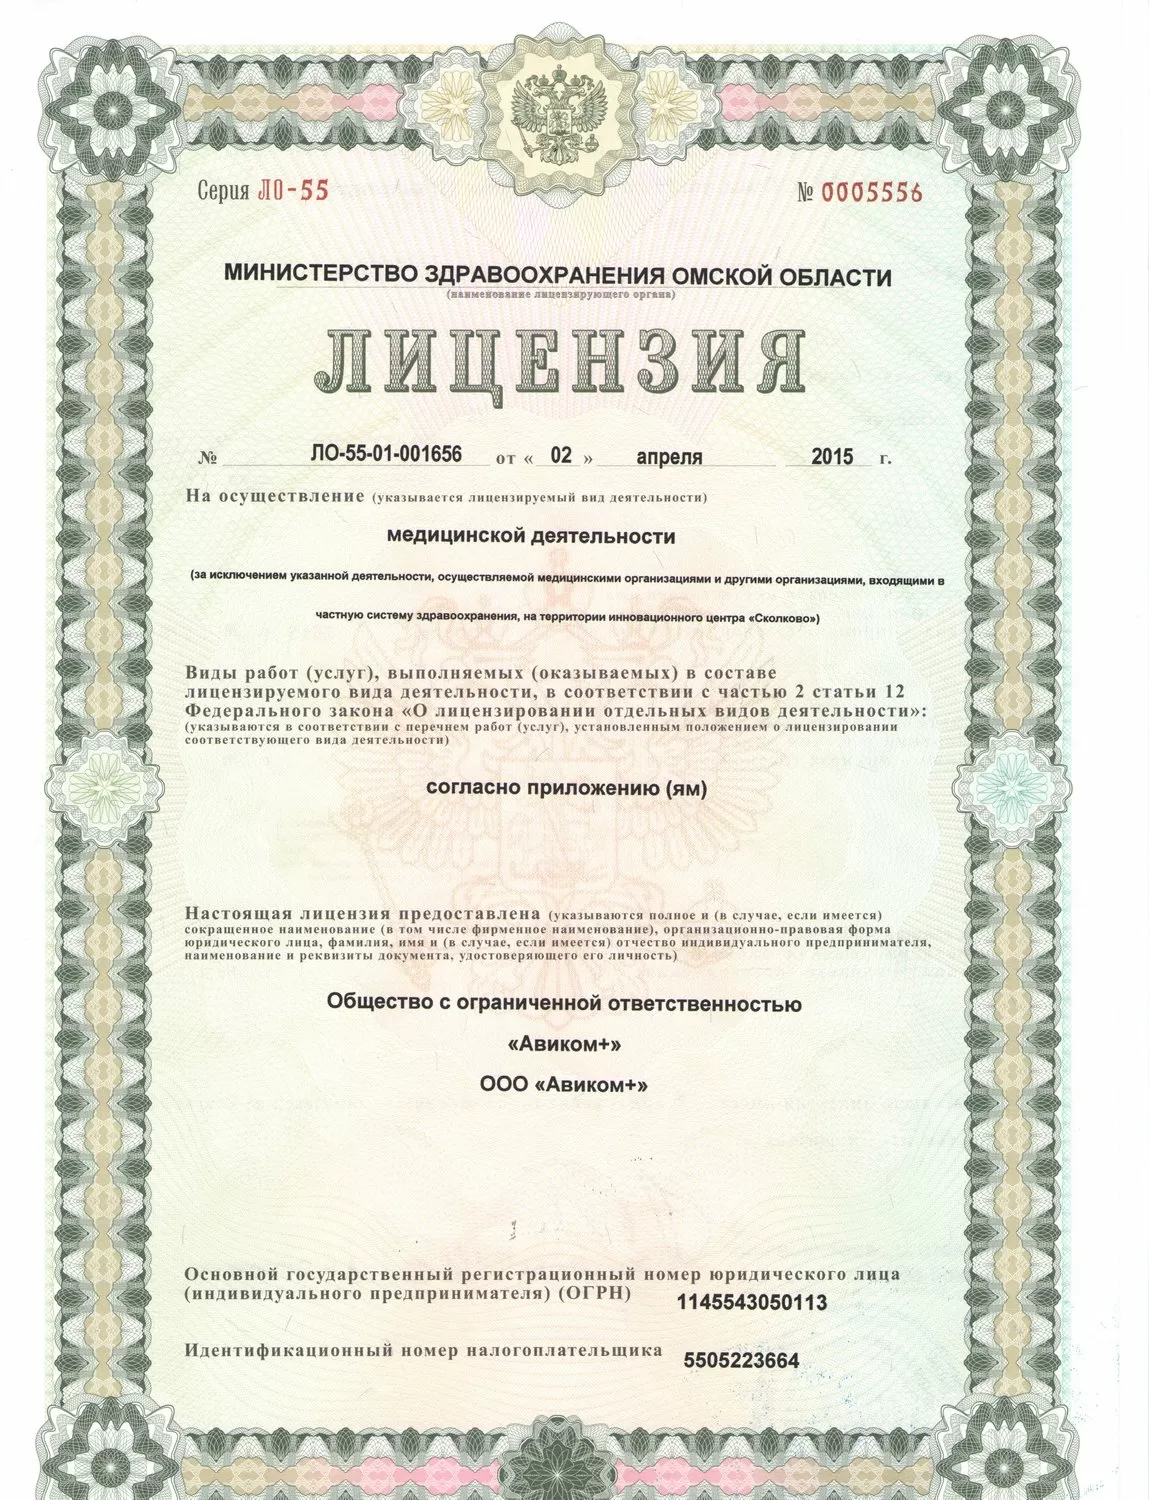 Серия ЛО-55
№ 0005556
МИНИСТЕРСТВО ЗДРАВООХРАНЕНИЯ ОМСКОЙ ОБЛАСТИ
(наименование лицензирующего органа)
ЛИЦЕНЗИЯ
№ ЛО-55-01-001656 от « 02 » апреля 2015 г.
На осуществление (указывается лицензируемый вид деятельности)
медицинской деятельности
(за исключением указанной деятельности, осуществляемой медицинскими организациями и другими организациями, входящими в
частную систему здравоохранения, на территории инновационного центра «Сколково»)
Виды работ (услуг), выполняемых (оказываемых) в составе
лицензируемого вида деятельности, в соответствии с частью 2 статьи 12
Федерального закона «О лицензировании отдельных видов деятельности»:
(указываются в соответствии с перечнем работ (услуг), установленным положением о лицензировании
соответствующего вида деятельности)
согласно приложению (ям)
Настоящая лицензия предоставлена (указываются полное и (в случае, если имеется)
сокращенное наименование (в том числе фирменное наименование), организационно-правовая форма
юридического лица, фамилия, имя и (в случае, если имеется) отчество индивидуального предпринимателя,
наименование и реквизиты документа, удостоверяющего его личность)
Общество с ограниченной ответственностью
«Авиком+»
ООО «Авиком+»
Основной государственный регистрационный номер юридического лица
(индивидуального предпринимателя) (ОГРН) 1145543050113
Идентификационный номер налогоплательщика 5505223664